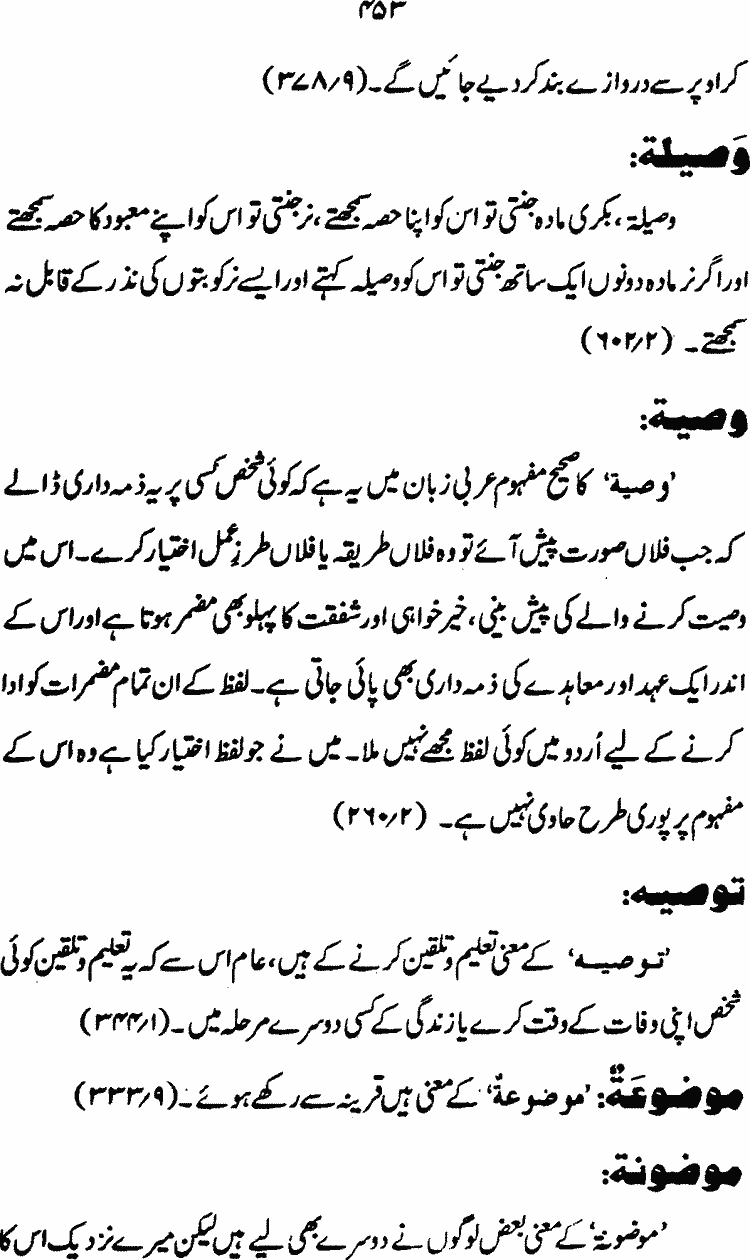 ۴۵۳
کر اوپر سے دروازے بند کر دیے جائیں گے۔ (۳۷۸/۹)
وَصیلة:
وصیلۃ، بکری مادہ جنتی تو اس کو اپنا حصہ سمجھتے، نر جنتی تو اس کو اپنے معبود کا حصہ سمجھتے
اور اگر نر مادہ دونوں ایک ساتھ جنتی تو اس کو وصیلہ کہتے اور ایسے نر کو بتوں کی نذر کے قابل نہ
سمجھتے۔ (۶۰۲/۲)
وصیة:
’وصیة‘ کا صحیح مفہوم عربی زبان میں یہ ہے کہ کوئی شخص کسی پر یہ ذمہ داری ڈالے
کہ جب فلاں صورت پیش آئے تو وہ فلاں طریقہ یا فلاں طرزِ عمل اختیار کرے۔ اس میں
وصیت کرنے والے کی پیش بینی، خیر خواہی اور شفقت کا پہلو بھی مضمر ہوتا ہے اور اس کے
اندر ایک عہد اور معاہدے کی ذمہ داری بھی پائی جاتی ہے۔ لفظ کے ان تمام مضمرات کو ادا
کرنے کے لیے اُردو میں کوئی لفظ مجھے نہیں ملا۔ میں نے جو لفظ اختیار کیا ہے وہ اس کے
مفہوم پر پوری طرح حاوی نہیں ہے۔ (۲۶۰/۲)
توصیه:
’توصیه‘ کے معنی تعلیم و تلقین کرنے کے ہیں، عام اس سے کہ یہ تعلیم و تلقین کوئی
شخص اپنی وفات کے وقت کرے یا زندگی کے کسی دوسرے مرحلہ میں۔ (۳۴۴/۱)
موضوعَةٌ: ’موضوعةٌ‘ کے معنی ہیں قرینہ سے رکھے ہوئے۔ (۳۳۳/۹)
موضونة:
’موضونة‘ کے معنی بعض لوگوں نے دوسرے بھی لیے ہیں لیکن میرے نزدیک اس کا